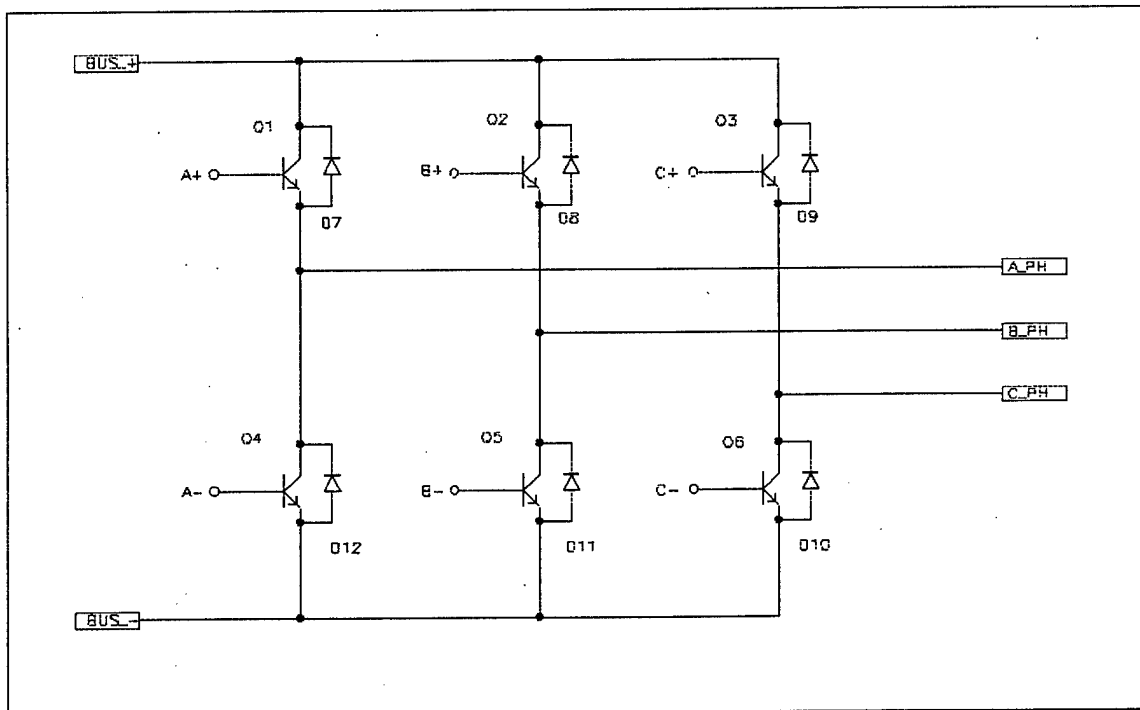 BUS_+
Q1
Q2
Q3
A+
B+
C+
D7
D8
D9
A_PH
B_PH
C_PH
Q4
Q5
Q6
A-
B-
C-
D12
D11
D10
BUS_-